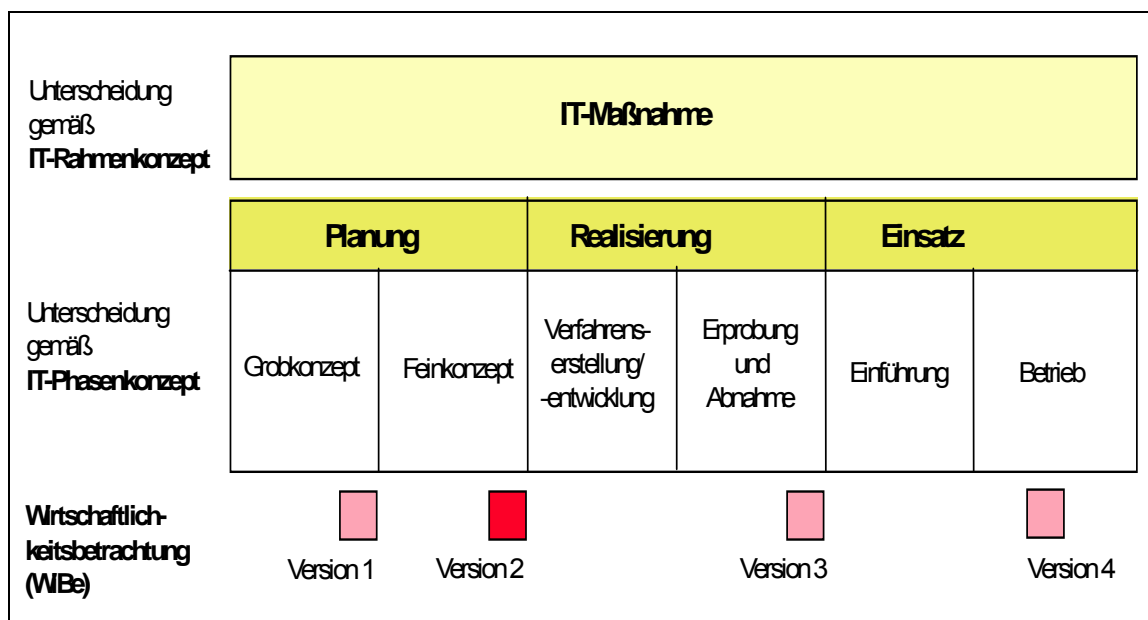 Unterscheidung
gemäß
IT-Rahmenkonzept
IT-Maßnahme
Planung
Realisierung
Einsatz
Unterscheidung
gemäß
IT-Phasenkonzept
Grobkonzept
Feinkonzept
Verfahrens-
erstellung/
-entwicklung
Erprobung
und
Abnahme
Einführung
Betrieb
Wirtschaftlich-
keitsbetrachtung
(WiBe)
Version 1
Version 2
Version 3
Version 4